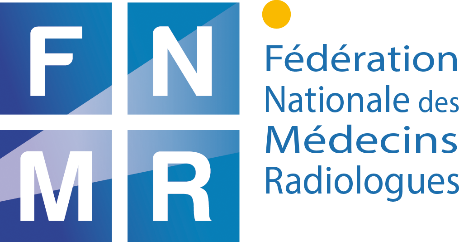 F N
M R
Fédération
Nationale des
Médecins
Radiologues